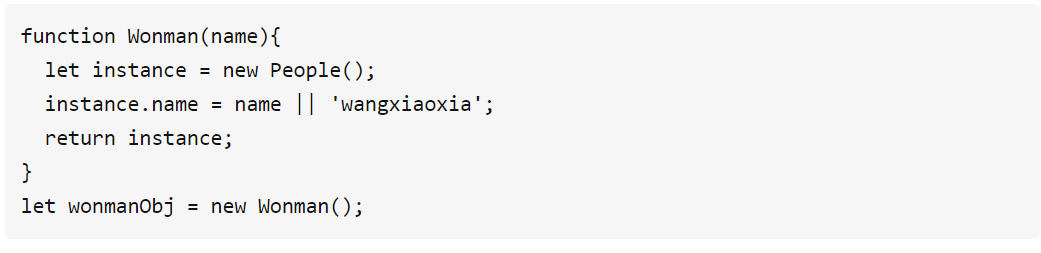 function Wonman(name){
  let instance = new People();
  instance.name = name || 'wangxiaoxia';
  return instance;
}
let wonmanObj = new Wonman();